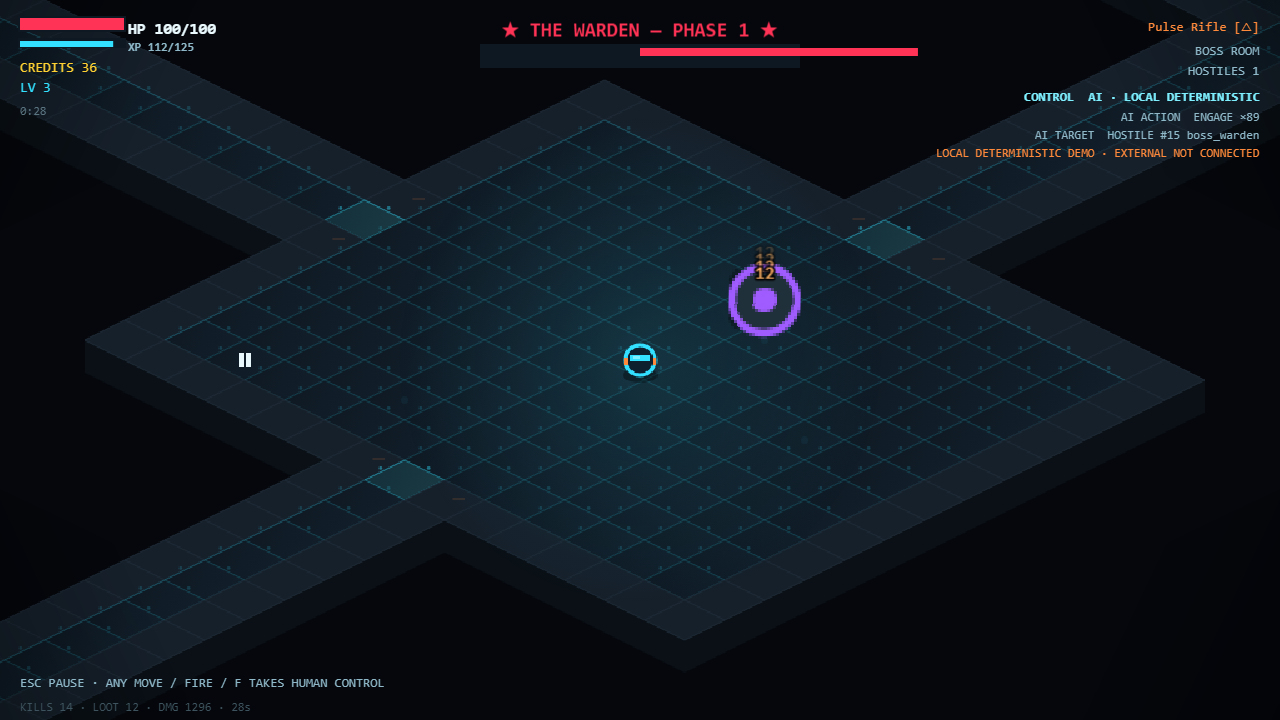 HP 100/100
XP 112/125
CREDITS 36
LV 3
0:28
★ THE WARDEN — PHASE 1 ★
Pulse Rifle [△]
BOSS ROOM
HOSTILES 1
CONTROL AI · LOCAL DETERMINISTIC
AI ACTION ENGAGE ×89
AI TARGET HOSTILE #15 boss_warden
LOCAL DETERMINISTIC DEMO · EXTERNAL NOT CONNECTED
12
ESC PAUSE · ANY MOVE / FIRE / F TAKES HUMAN CONTROL
KILLS 14 · LOOT 12 · DMG 1296 · 28s